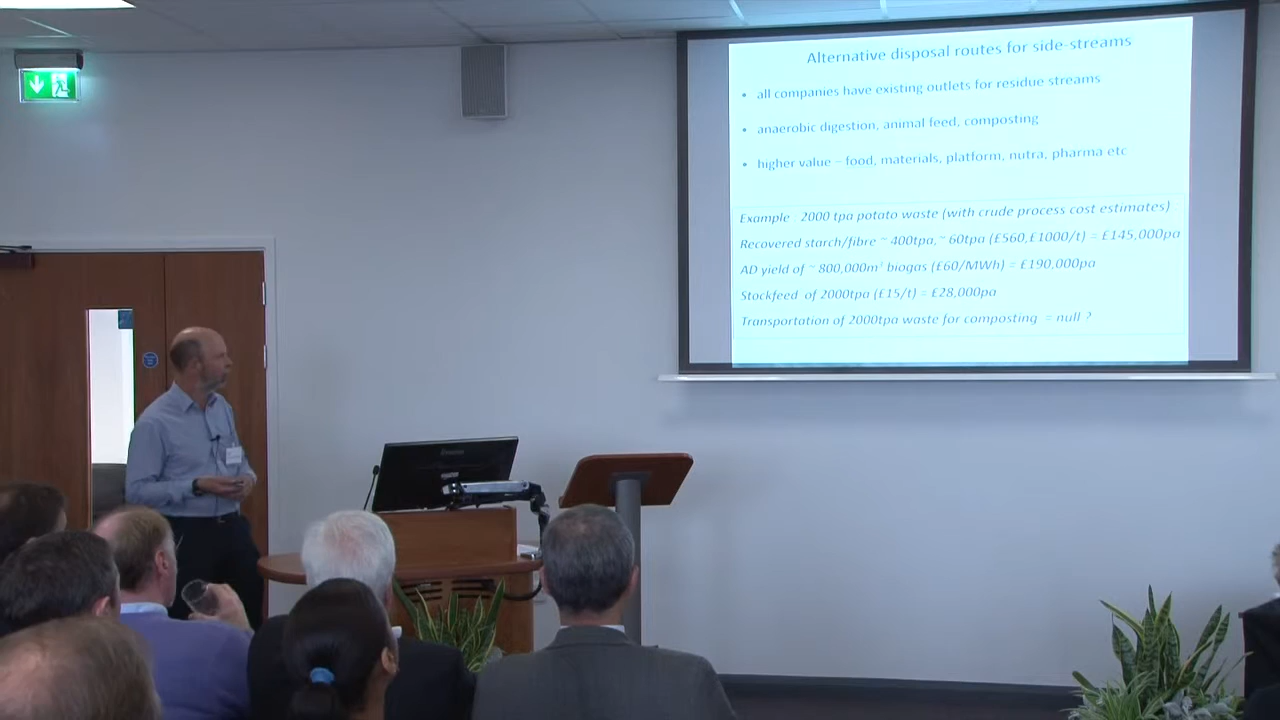 Alternative disposal routes for side-streams
• all companies have existing outlets for residue streams
• anaerobic digestion, animal feed, composting
• higher value – food, materials, platform, nutra, pharma etc
Example : 2000 tpa potato waste (with crude process cost estimates)
Recovered starch/fibre ~ 400tpa, ~ 60tpa (£560,£1000/t) = £145,000pa
AD yield of ~ 800,000m³ biogas (£60/MWh) = £190,000pa
Stockfeed of 2000tpa (£15/t) = £28,000pa
Transportation of 2000tpa waste for composting = null ?